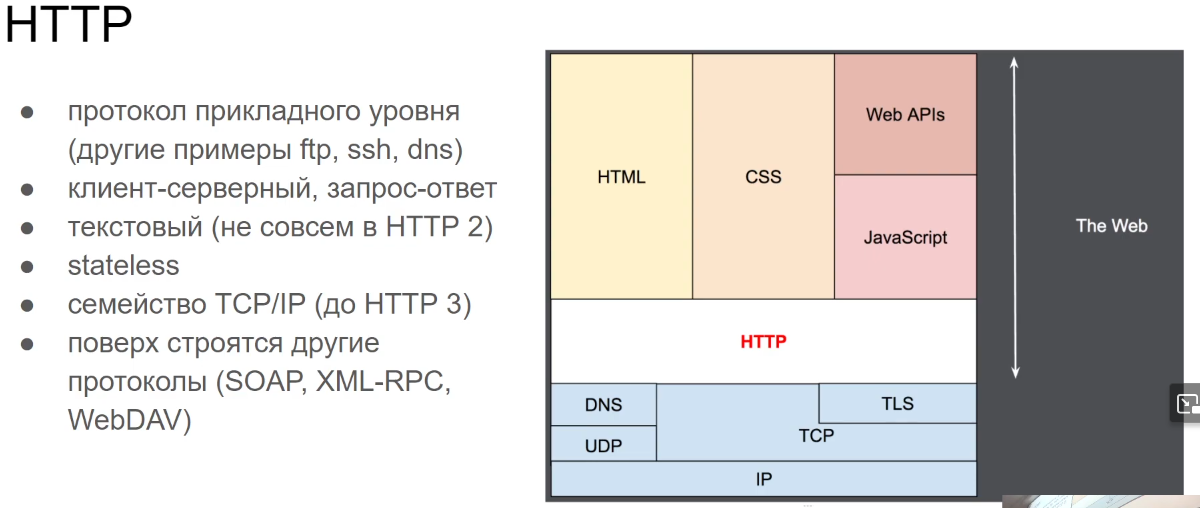 HTTP
протокол прикладного уровня
(другие примеры ftp, ssh, dns)
клиент-серверный, запрос-ответ
текстовый (не совсем в HTTP 2)
stateless
семейство TCP/IP (до HTTP 3)
поверх строятся другие
протоколы (SOAP, XML-RPC,
WebDAV)
HTML
CSS
Web APIs
JavaScript
The Web
HTTP
DNS
TLS
UDP
TCP
IP